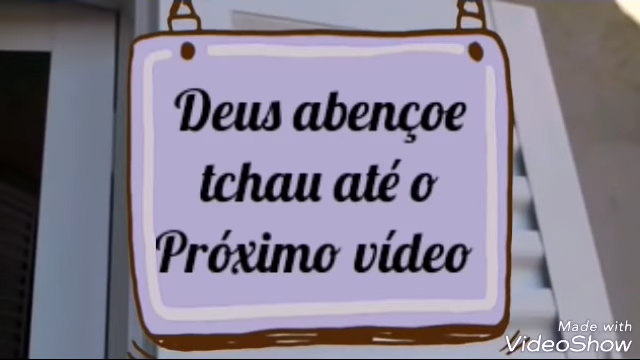 Deus abençoe
tchau até o
Próximo vídeo
Made with
VideoShow